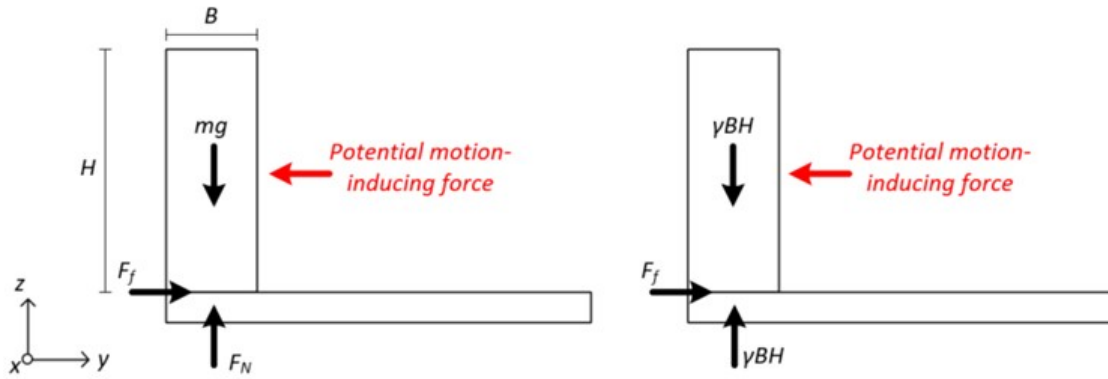 B
H
mg
Potential motion-
inducing force
F_f
z
x
y
F_N
γBH
Potential motion-
inducing force
F_f
γBH